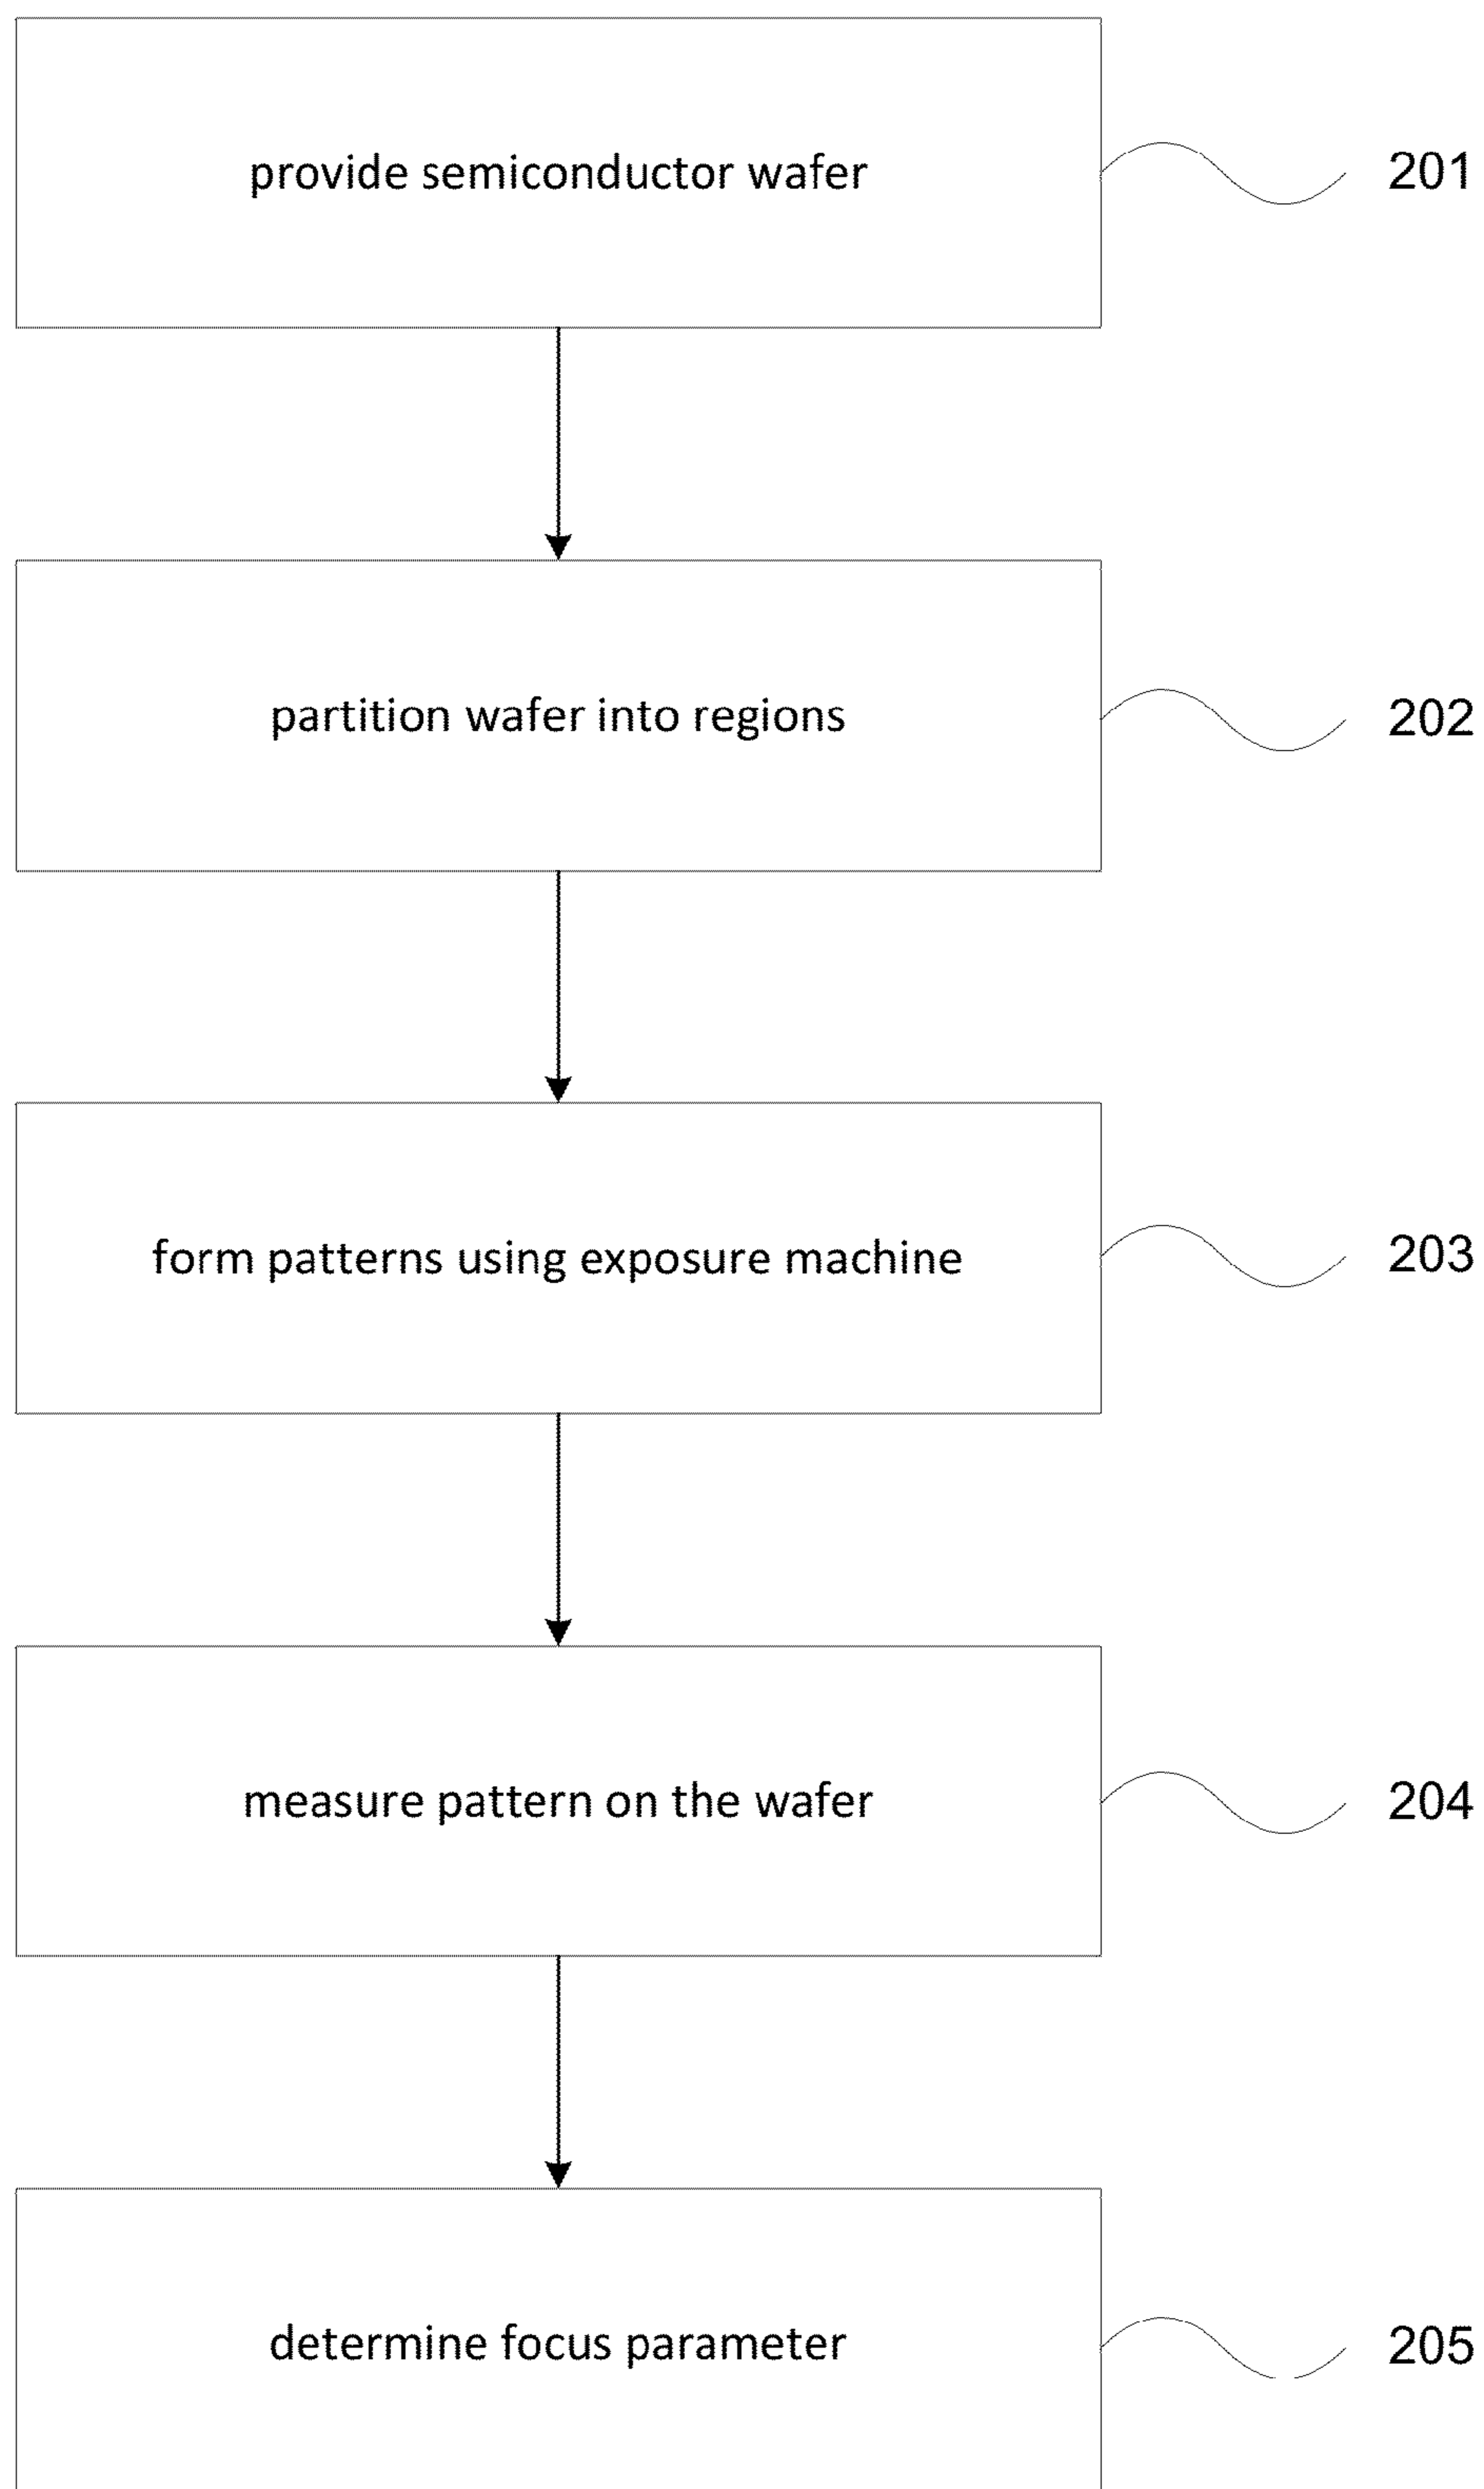 provide semiconductor wafer 201
partition wafer into regions 202
form patterns using exposure machine 203
measure pattern on the wafer 204
determine focus parameter 205